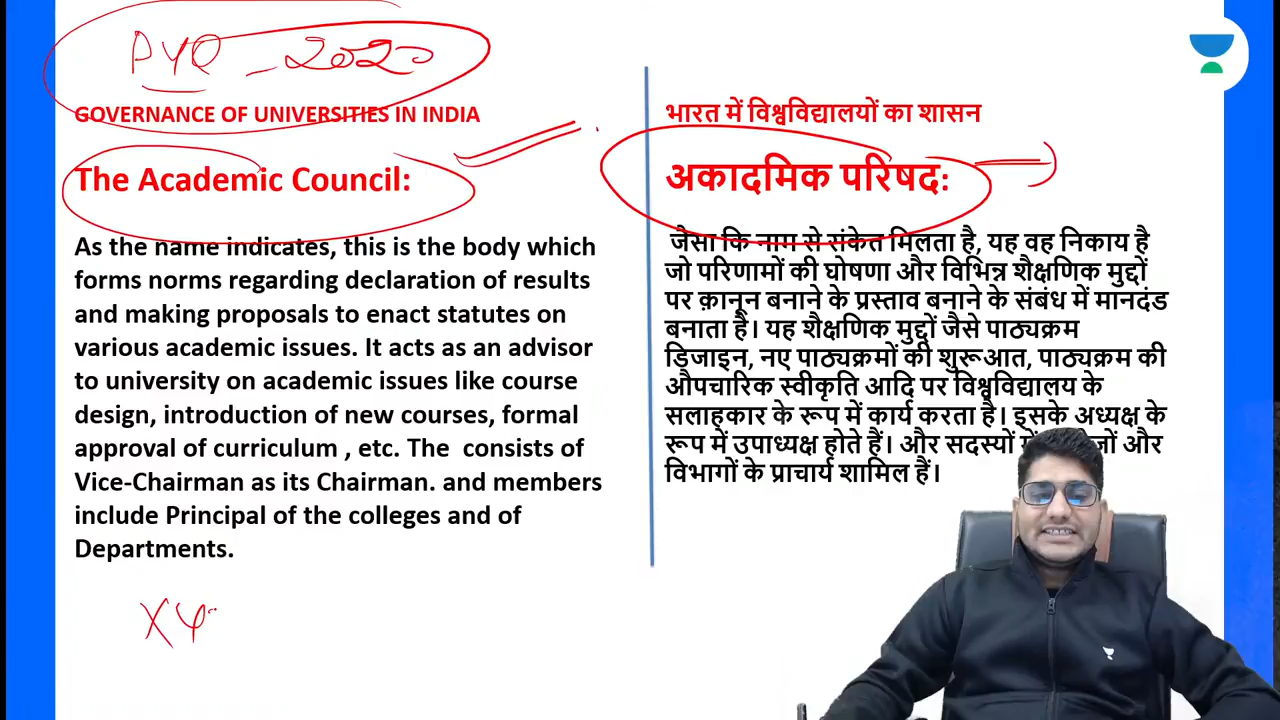 PYQ - 2020
GOVERNANCE OF UNIVERSITIES IN INDIA
The Academic Council:
As the name indicates, this is the body which
forms norms regarding declaration of results
and making proposals to enact statutes on
various academic issues. It acts as an advisor
to university on academic issues like course
design, introduction of new courses, formal
approval of curriculum , etc. The consists of
Vice-Chairman as its Chairman. and members
include Principal of the colleges and of
Departments.
XY
भारत में विश्वविद्यालयों का शासन
अकादमिक परिषद:
जैसा कि नाम से संकेत मिलता है, यह वह निकाय है
जो परिणामों की घोषणा और विभिन्न शैक्षणिक मुद्दों
पर क़ानून बनाने के प्रस्ताव बनाने के संबंध में मानदंड
बनाता है। यह शैक्षणिक मुद्दों जैसे पाठ्यक्रम
डिजाइन, नए पाठ्यक्रमों की शुरूआत, पाठ्यक्रम की
औपचारिक स्वीकृति आदि पर विश्वविद्यालय के
सलाहकार के रूप में कार्य करता है। इसके अध्यक्ष के
रूप में उपाध्यक्ष होते हैं। और सदस्यों और
विभागों के प्राचार्य शामिल हैं।